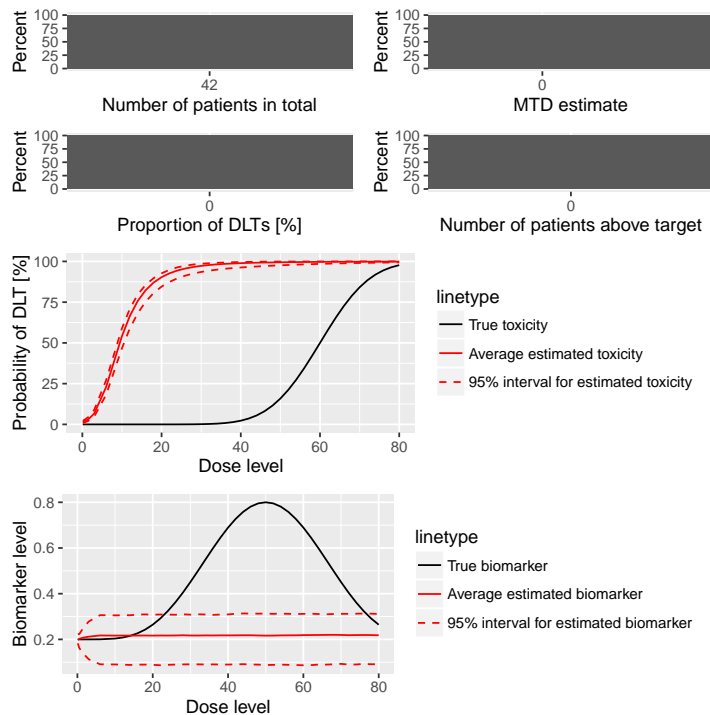 Percent
100
75
50
25
0
42
Number of patients in total
Percent
100
75
50
25
0
0
MTD estimate
Percent
100
75
50
25
0
0
Proportion of DLTs [%]
Percent
100
75
50
25
0
0
Number of patients above target
Probability of DLT [%]
100
75
50
25
0
0 20 40 60 80
Dose level
linetype
True toxicity
Average estimated toxicity
95% interval for estimated toxicity
Biomarker level
0.8
0.6
0.4
0.2
0 20 40 60 80
Dose level
linetype
True biomarker
Average estimated biomarker
95% interval for estimated biomarker